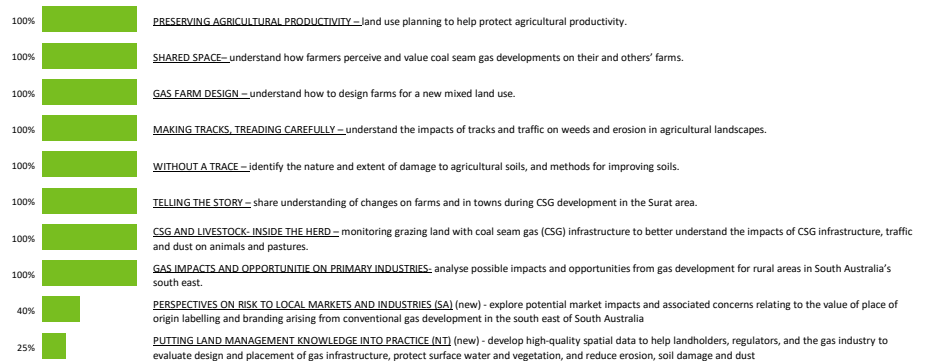 100% PRESERVING AGRICULTURAL PRODUCTIVITY – land use planning to help protect agricultural productivity.
100% SHARED SPACE– understand how farmers perceive and value coal seam gas developments on their and others’ farms.
100% GAS FARM DESIGN – understand how to design farms for a new mixed land use.
100% MAKING TRACKS, TREADING CAREFULLY – understand the impacts of tracks and traffic on weeds and erosion in agricultural landscapes.
100% WITHOUT A TRACE – identify the nature and extent of damage to agricultural soils, and methods for improving soils.
100% TELLING THE STORY – share understanding of changes on farms and in towns during CSG development in the Surat area.
100% CSG AND LIVESTOCK- INSIDE THE HERD – monitoring grazing land with coal seam gas (CSG) infrastructure to better understand the impacts of CSG infrastructure, traffic
and dust on animals and pastures.
100% GAS IMPACTS AND OPPORTUNITIE ON PRIMARY INDUSTRIES- analyse possible impacts and opportunities from gas development for rural areas in South Australia’s
south east.
40% PERSPECTIVES ON RISK TO LOCAL MARKETS AND INDUSTRIES (SA) (new) - explore potential market impacts and associated concerns relating to the value of place of
origin labelling and branding arising from conventional gas development in the south east of South Australia
25% PUTTING LAND MANAGEMENT KNOWLEDGE INTO PRACTICE (NT) (new) - develop high-quality spatial data to help landholders, regulators, and the gas industry to
evaluate design and placement of gas infrastructure, protect surface water and vegetation, and reduce erosion, soil damage and dust